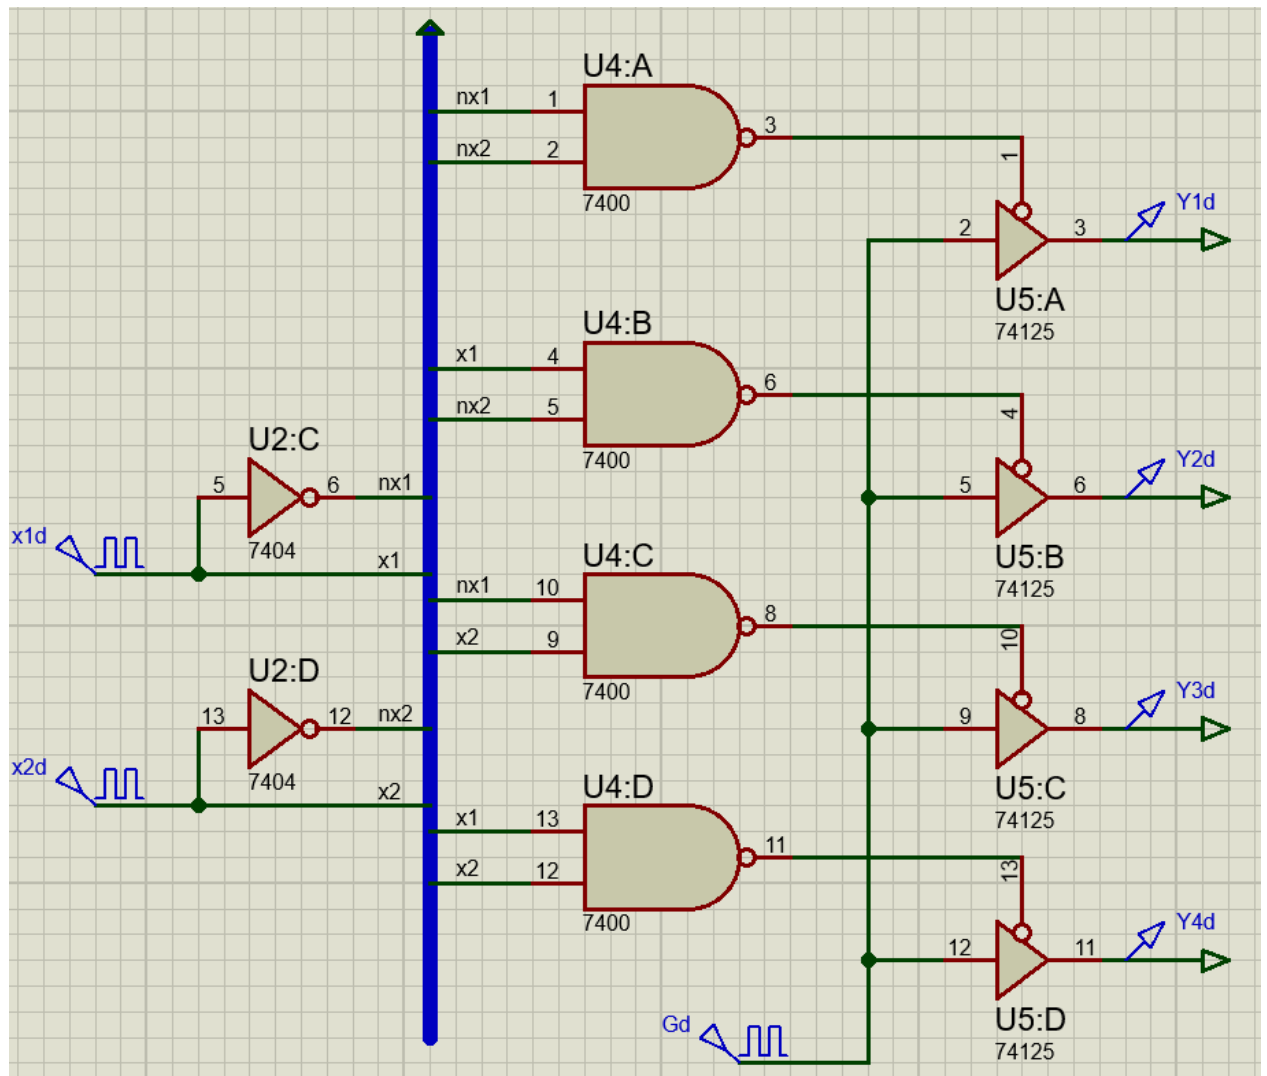 U4:A
nx1 1
nx2 2
3
7400
1
Y1d
2 3
U5:A
74125
U4:B
x1 4
nx2 5
6
7400
4
Y2d
5 6
U5:B
74125
U2:C
5 6 nx1
7404
x1d
x1
U4:C
nx1 10
x2 9
8
7400
10
Y3d
9 8
U5:C
74125
U2:D
13 12 nx2
7404
x2d
x2
U4:D
x1 13
x2 12
11
7400
13
Y4d
12 11
U5:D
74125
Gd